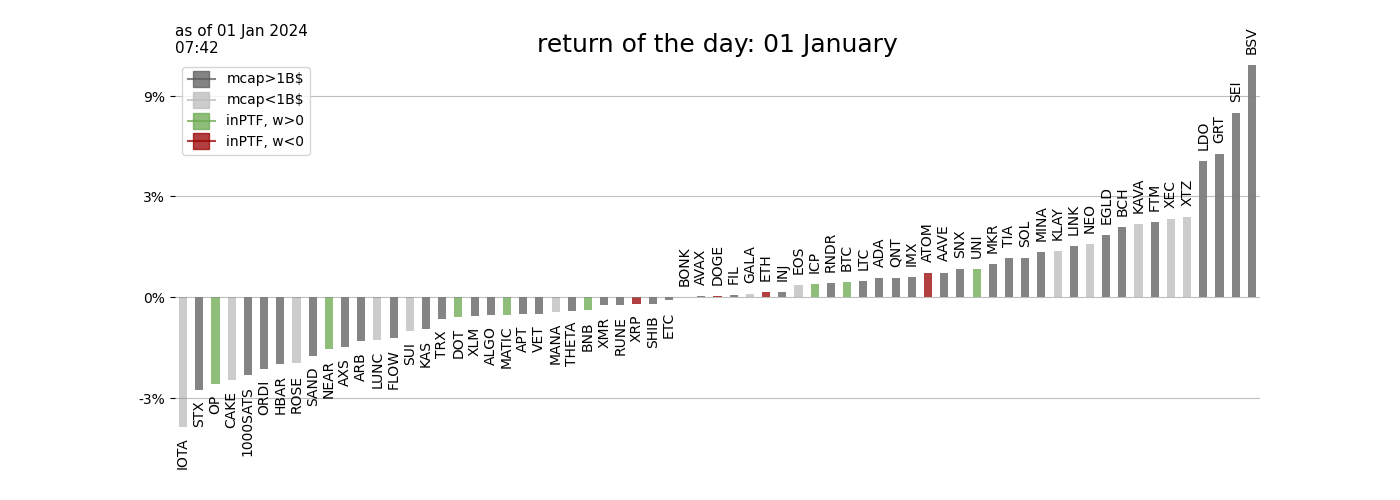 as of 01 Jan 2024
07:42
return of the day: 01 January
mcap>1B$
mcap<1B$
inPTF, w>0
inPTF, w<0
9%
3%
0%
-3%
IOTA
STX
OP
CAKE
1000SATS
ORDI
HBAR
ROSE
SAND
NEAR
AXS
ARB
LUNC
FLOW
SUI
KAS
TRX
DOT
XLM
ALGO
MATIC
APT
VET
MANA
THETA
BNB
XMR
RUNE
XRP
SHIB
ETC
BONK
AVAX
DOGE
FIL
GALA
ETH
INJ
EOS
ICP
RNDR
BTC
LTC
ADA
QNT
IMX
ATOM
AAVE
SNX
UNI
MKR
TIA
SOL
MINA
KLAY
LINK
NEO
EGLD
BCH
KAVA
FTM
XEC
XTZ
LDO
GRT
SEI
BSV